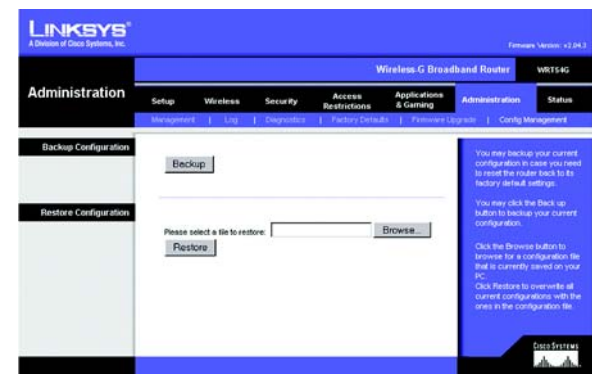 LINKSYS®
A Division of Cisco Systems, Inc.
Firmware Version: v2.04.3
Wireless-G Broadband Router
WRT54G
Administration
Setup
Wireless
Security
Access
Restrictions
Applications
& Gaming
Administration
Status
Management | Log | Diagnostics | Factory Defaults | Firmware Upgrade | Config Management
Backup Configuration
Backup
Restore Configuration
Please select a file to restore:
Browse...
Restore
You may backup your current
configuration in case you need
to reset the router back to its
factory default settings.
You may click the Back up
button to backup your current
configuration.
Click the Browse button to
browse for a configuration file
that is currently saved on your
PC.
Click Restore to overwrite all
current configurations with the
ones in the configuration file.
CISCO SYSTEMS